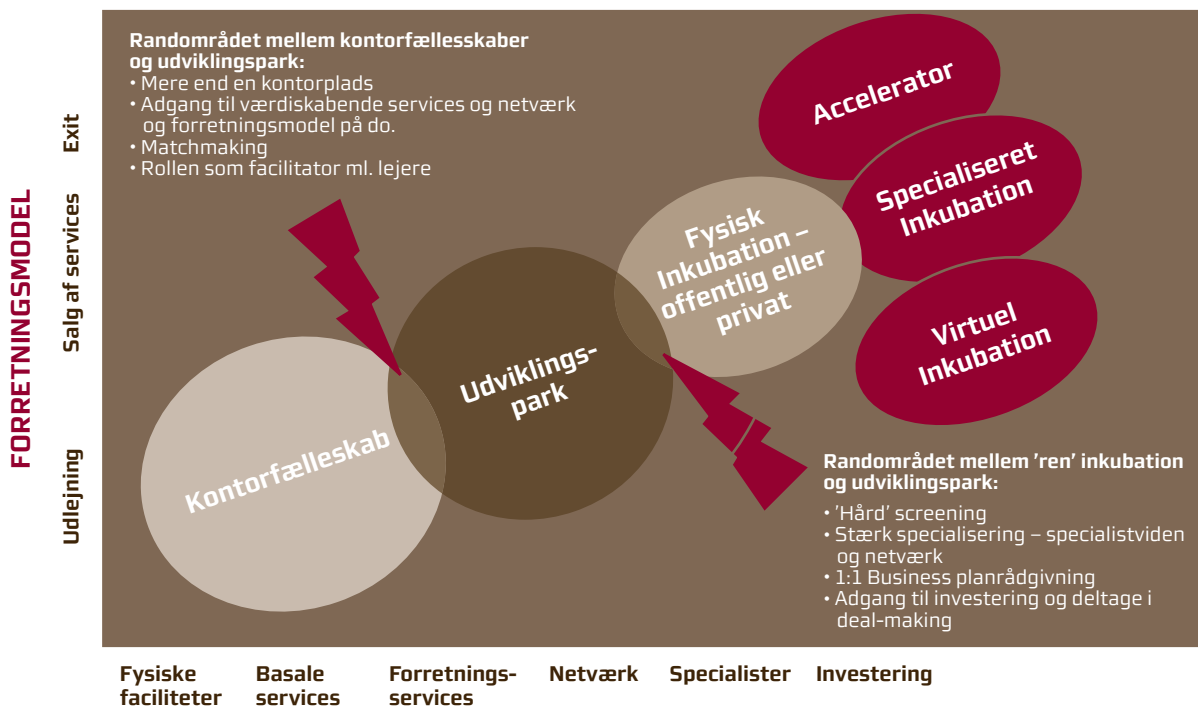 Randområdet mellem kontorfællesskaber
og udviklingspark:
• Mere end en kontorplads
• Adgang til værdiskabende services og netværk
og forretningsmodel på do.
• Matchmaking
• Rollen som facilitator ml. lejere
Accelerator
Specialiseret
Inkubation
Fysisk
Inkubation –
offentlig eller
privat
Virtuel
Inkubation
Udviklings-
park
Kontorfælleskab
Randområdet mellem ’ren’ inkubation
og udviklingspark:
• ’Hård’ screening
• Stærk specialisering – specialistviden
og netværk
• 1:1 Business planrådgivning
• Adgang til investering og deltage i
deal-making
FORRETNINGSMODEL
Exit
Salg af services
Udlejning
Fysiske
faciliteter
Basale
services
Forretnings-
services
Netværk
Specialister
Investering